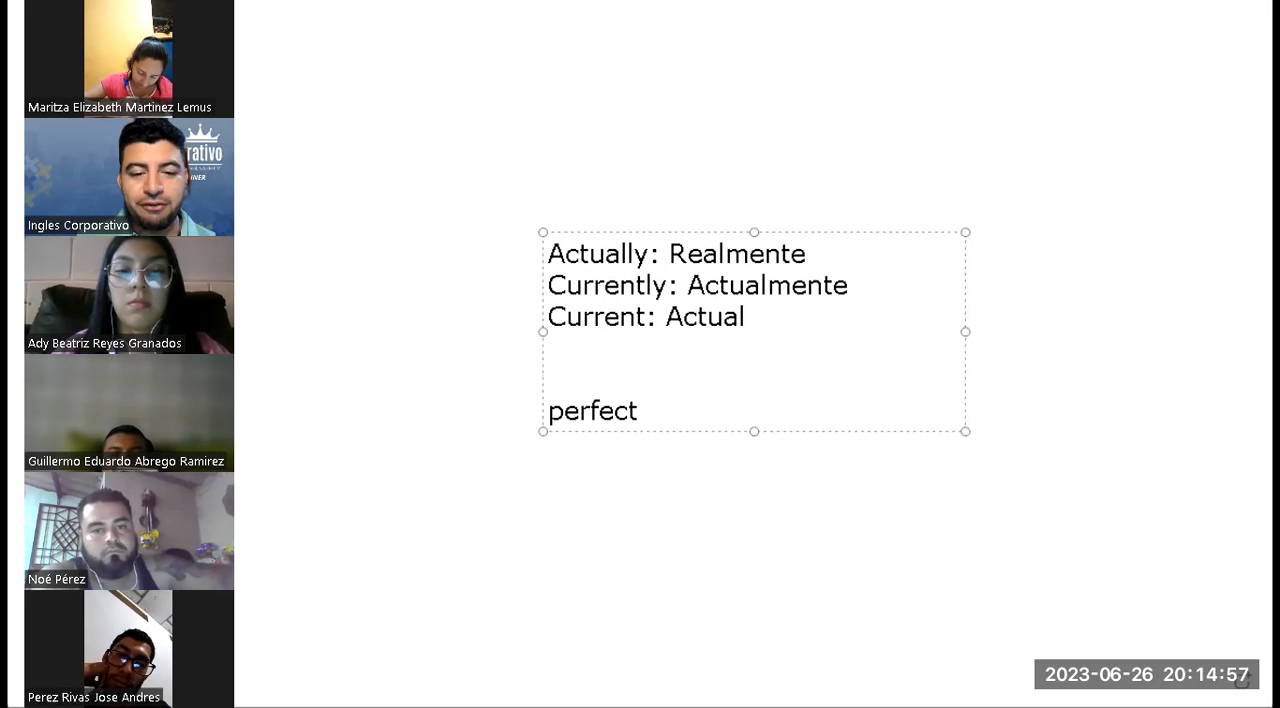 Maritza Elizabeth Martinez Lemus
rativo
Ingles Corporativo
Ady Beatriz Reyes Granados
Guillermo Eduardo Abrego Ramirez
Noé Pérez
Perez Rivas Jose Andres
Actually: Realmente
Currently: Actualmente
Current: Actual
perfect
2023-06-26 20:14:57